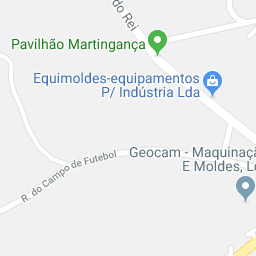 do Rei
Pavilhão Martingança
Equimoldes-equipamentos
P/ Indústria Lda
R. do Campo de Futebol
Geocam - Maquinaç
E Moldes, L